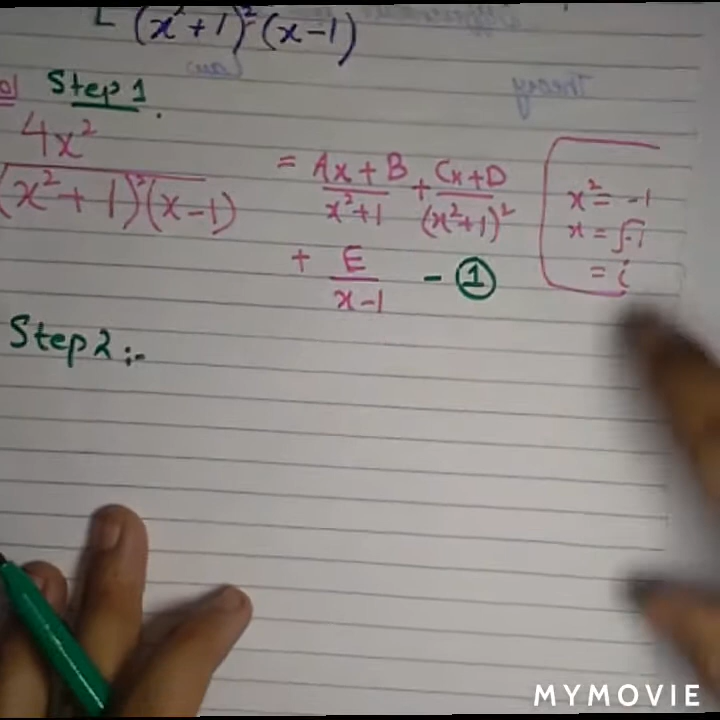 (x²+1)²(x-1)
Step 1.
4x²
(x²+1)²(x-1)
= Ax+B/x²+1 + Cx+D/(x²+1)²
+ E/x-1 - ①
x² = -1
x = √-1
= i
Step 2:-
Theory
MYMOVIE